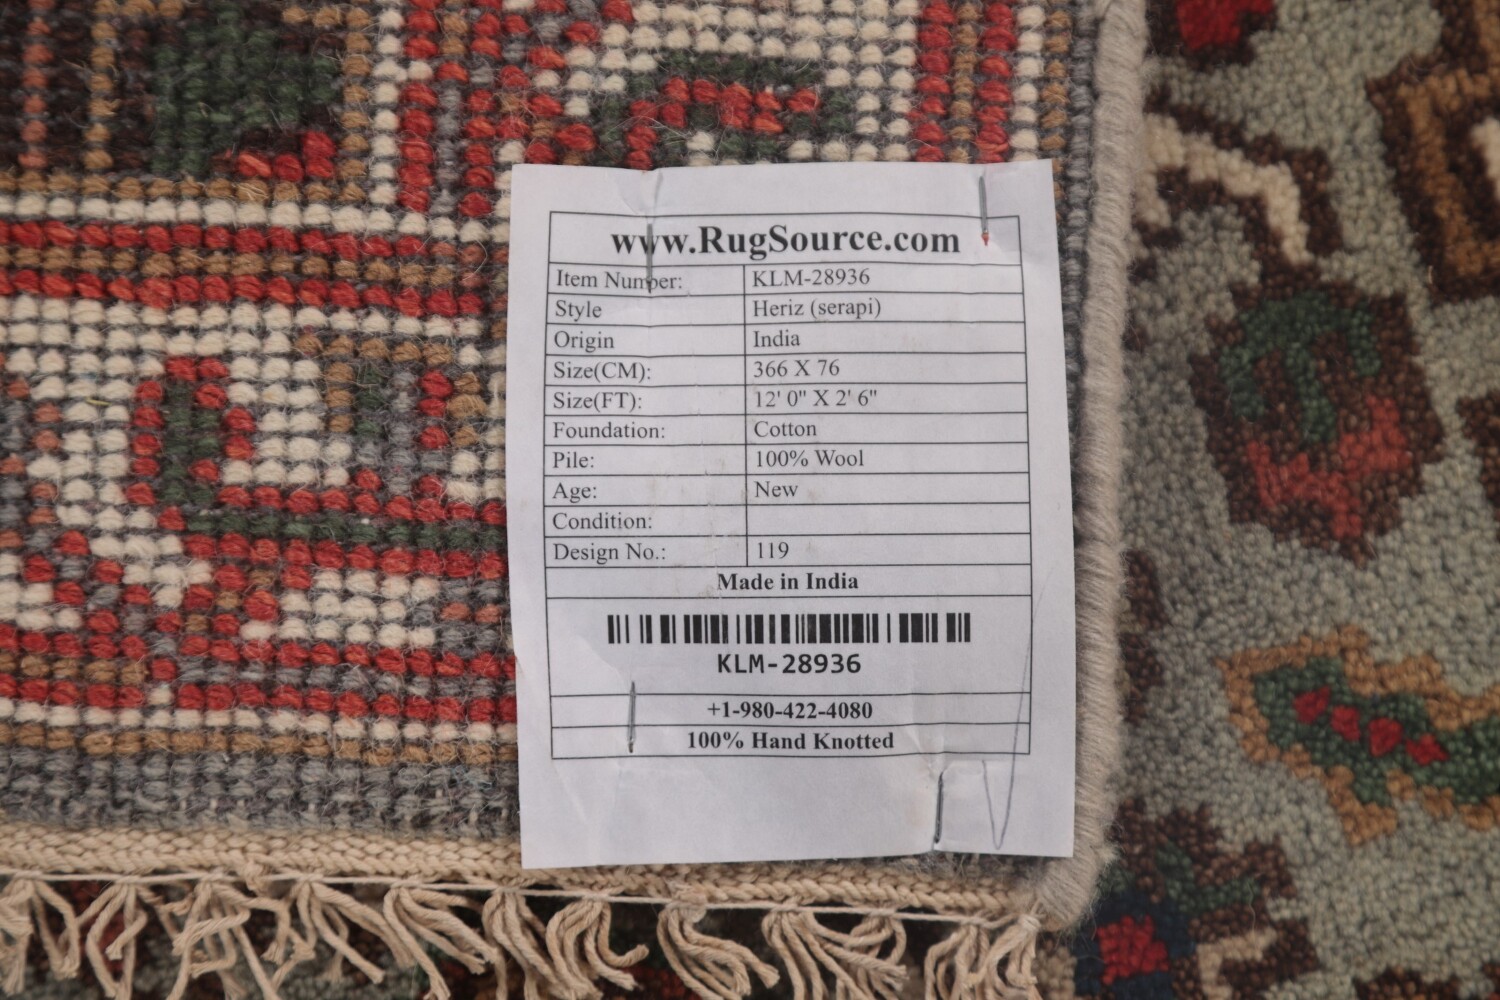 www.RugSource.com
Item Number: KLM-28936
Style Heriz (serapi)
Origin India
Size(CM): 366 X 76
Size(FT): 12' 0" X 2' 6"
Foundation: Cotton
Pile: 100% Wool
Age: New
Condition:
Design No.: 119
Made in India
KLM-28936
+1-980-422-4080
100% Hand Knotted